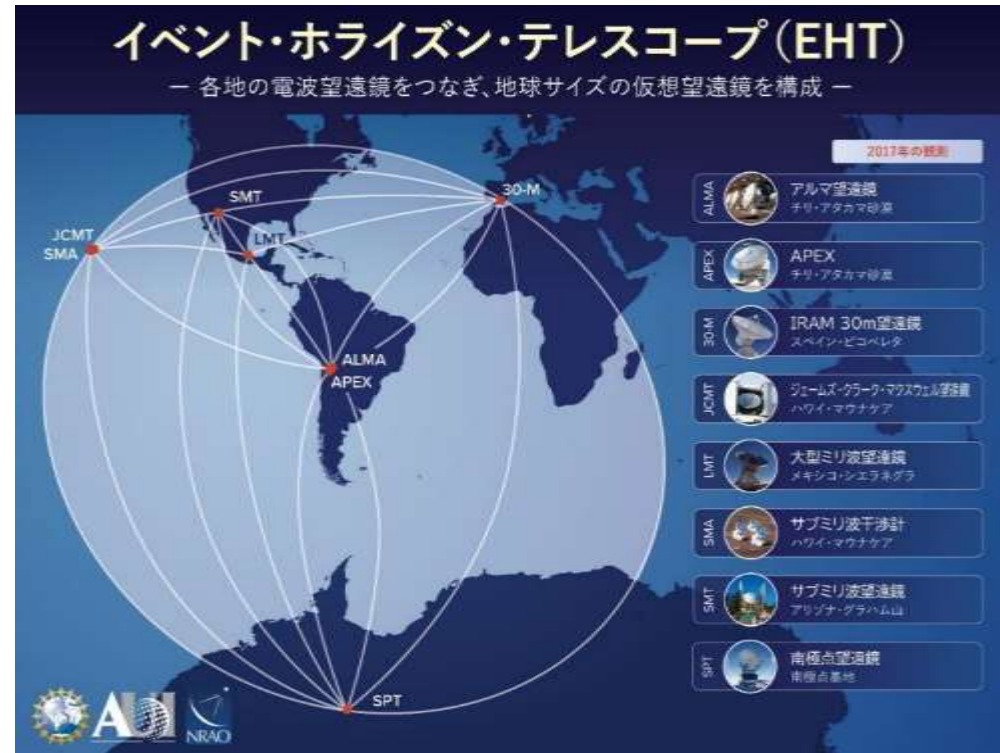 イベント・ホライズン・テレスコープ（EHT）
— 各地の電波望遠鏡をつなぎ、地球サイズの仮想望遠鏡を構成 —
2017年の観測
30-M
SMT
JCMT
SMA
LMT
ALMA
APEX
SPT
ALMA
アルマ望遠鏡
チリ・アタカマ砂漠
APEX
APEX
チリ・アタカマ砂漠
30-M
IRAM 30m望遠鏡
スペイン・ピコベレタ
JCMT
ジェームズ・クラーク・マクスウェル望遠鏡
ハワイ・マウナケア
LMT
大型ミリ波望遠鏡
メキシコ・シエラネグラ
SMA
サブミリ波干渉計
ハワイ・マウナケア
SMT
サブミリ波望遠鏡
アリゾナ・グラハム山
SPT
南極点望遠鏡
南極点基地
AUI
NRAO